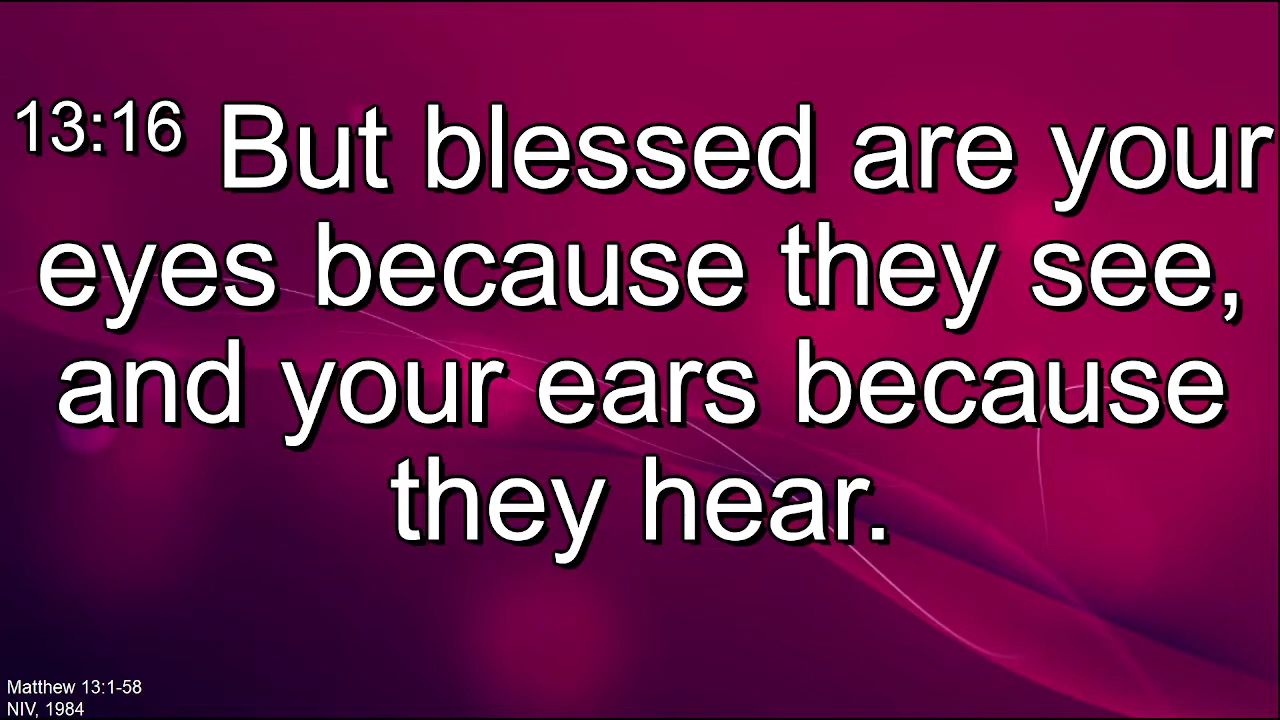 13:16 But blessed are your
eyes because they see,
and your ears because
they hear.
Matthew 13:1-58
NIV, 1984